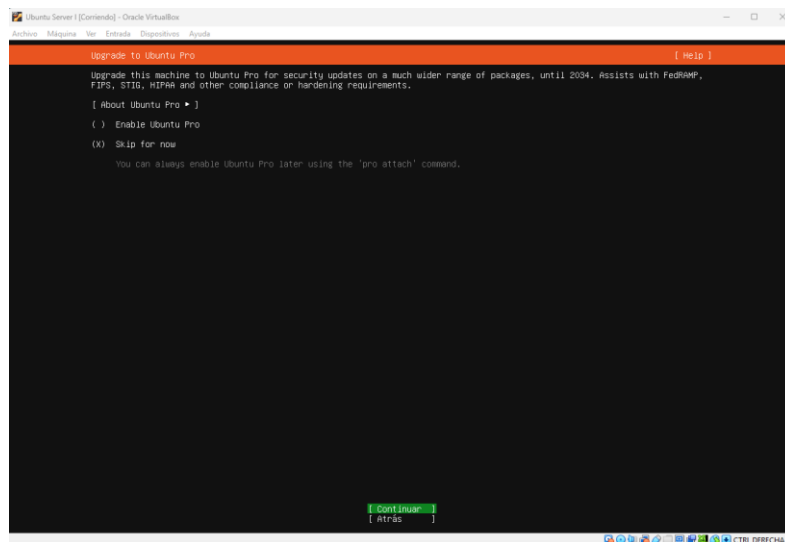 Ubuntu Server I [Corriendo] - Oracle VirtualBox
Archivo Máquina Ver Entrada Dispositivos Ayuda
Upgrade to Ubuntu Pro [ Help ]
Upgrade this machine to Ubuntu Pro for security updates on a much wider range of packages, until 2034. Assists with FedRAMP,
FIPS, STIG, HIPAA and other compliance or hardening requirements.
[ About Ubuntu Pro ► ]
( ) Enable Ubuntu Pro
(X) Skip for now
You can always enable Ubuntu Pro later using the 'pro attach' command.
[ Continuar ]
[ Atrás ]
CTRL DERECHA